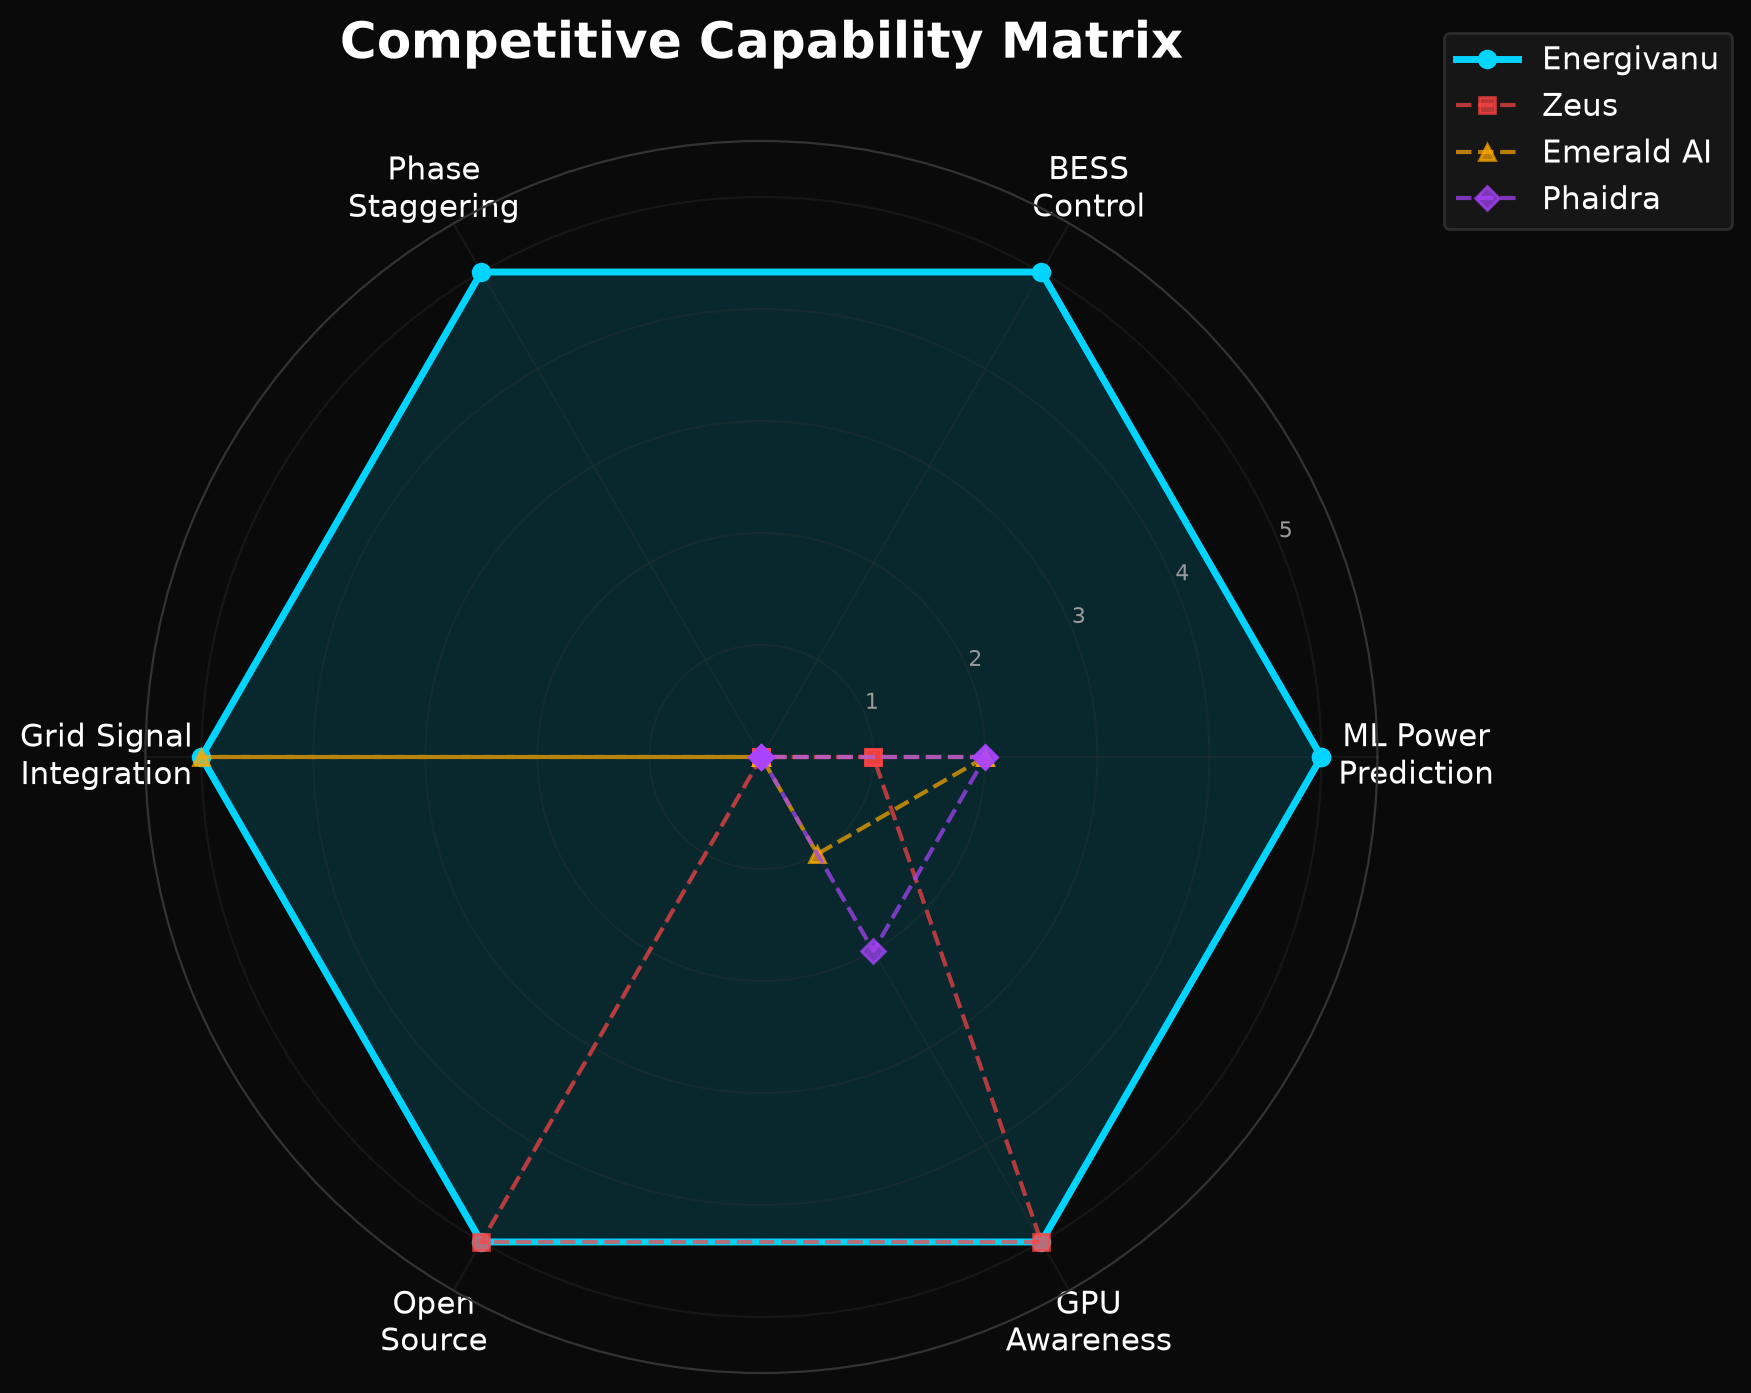 Competitive Capability Matrix
Energivanu
Zeus
Emerald AI
Phaidra
Phase
Staggering
BESS
Control
5
4
3
2
1
Grid Signal
Integration
ML Power
Prediction
Open
Source
GPU
Awareness